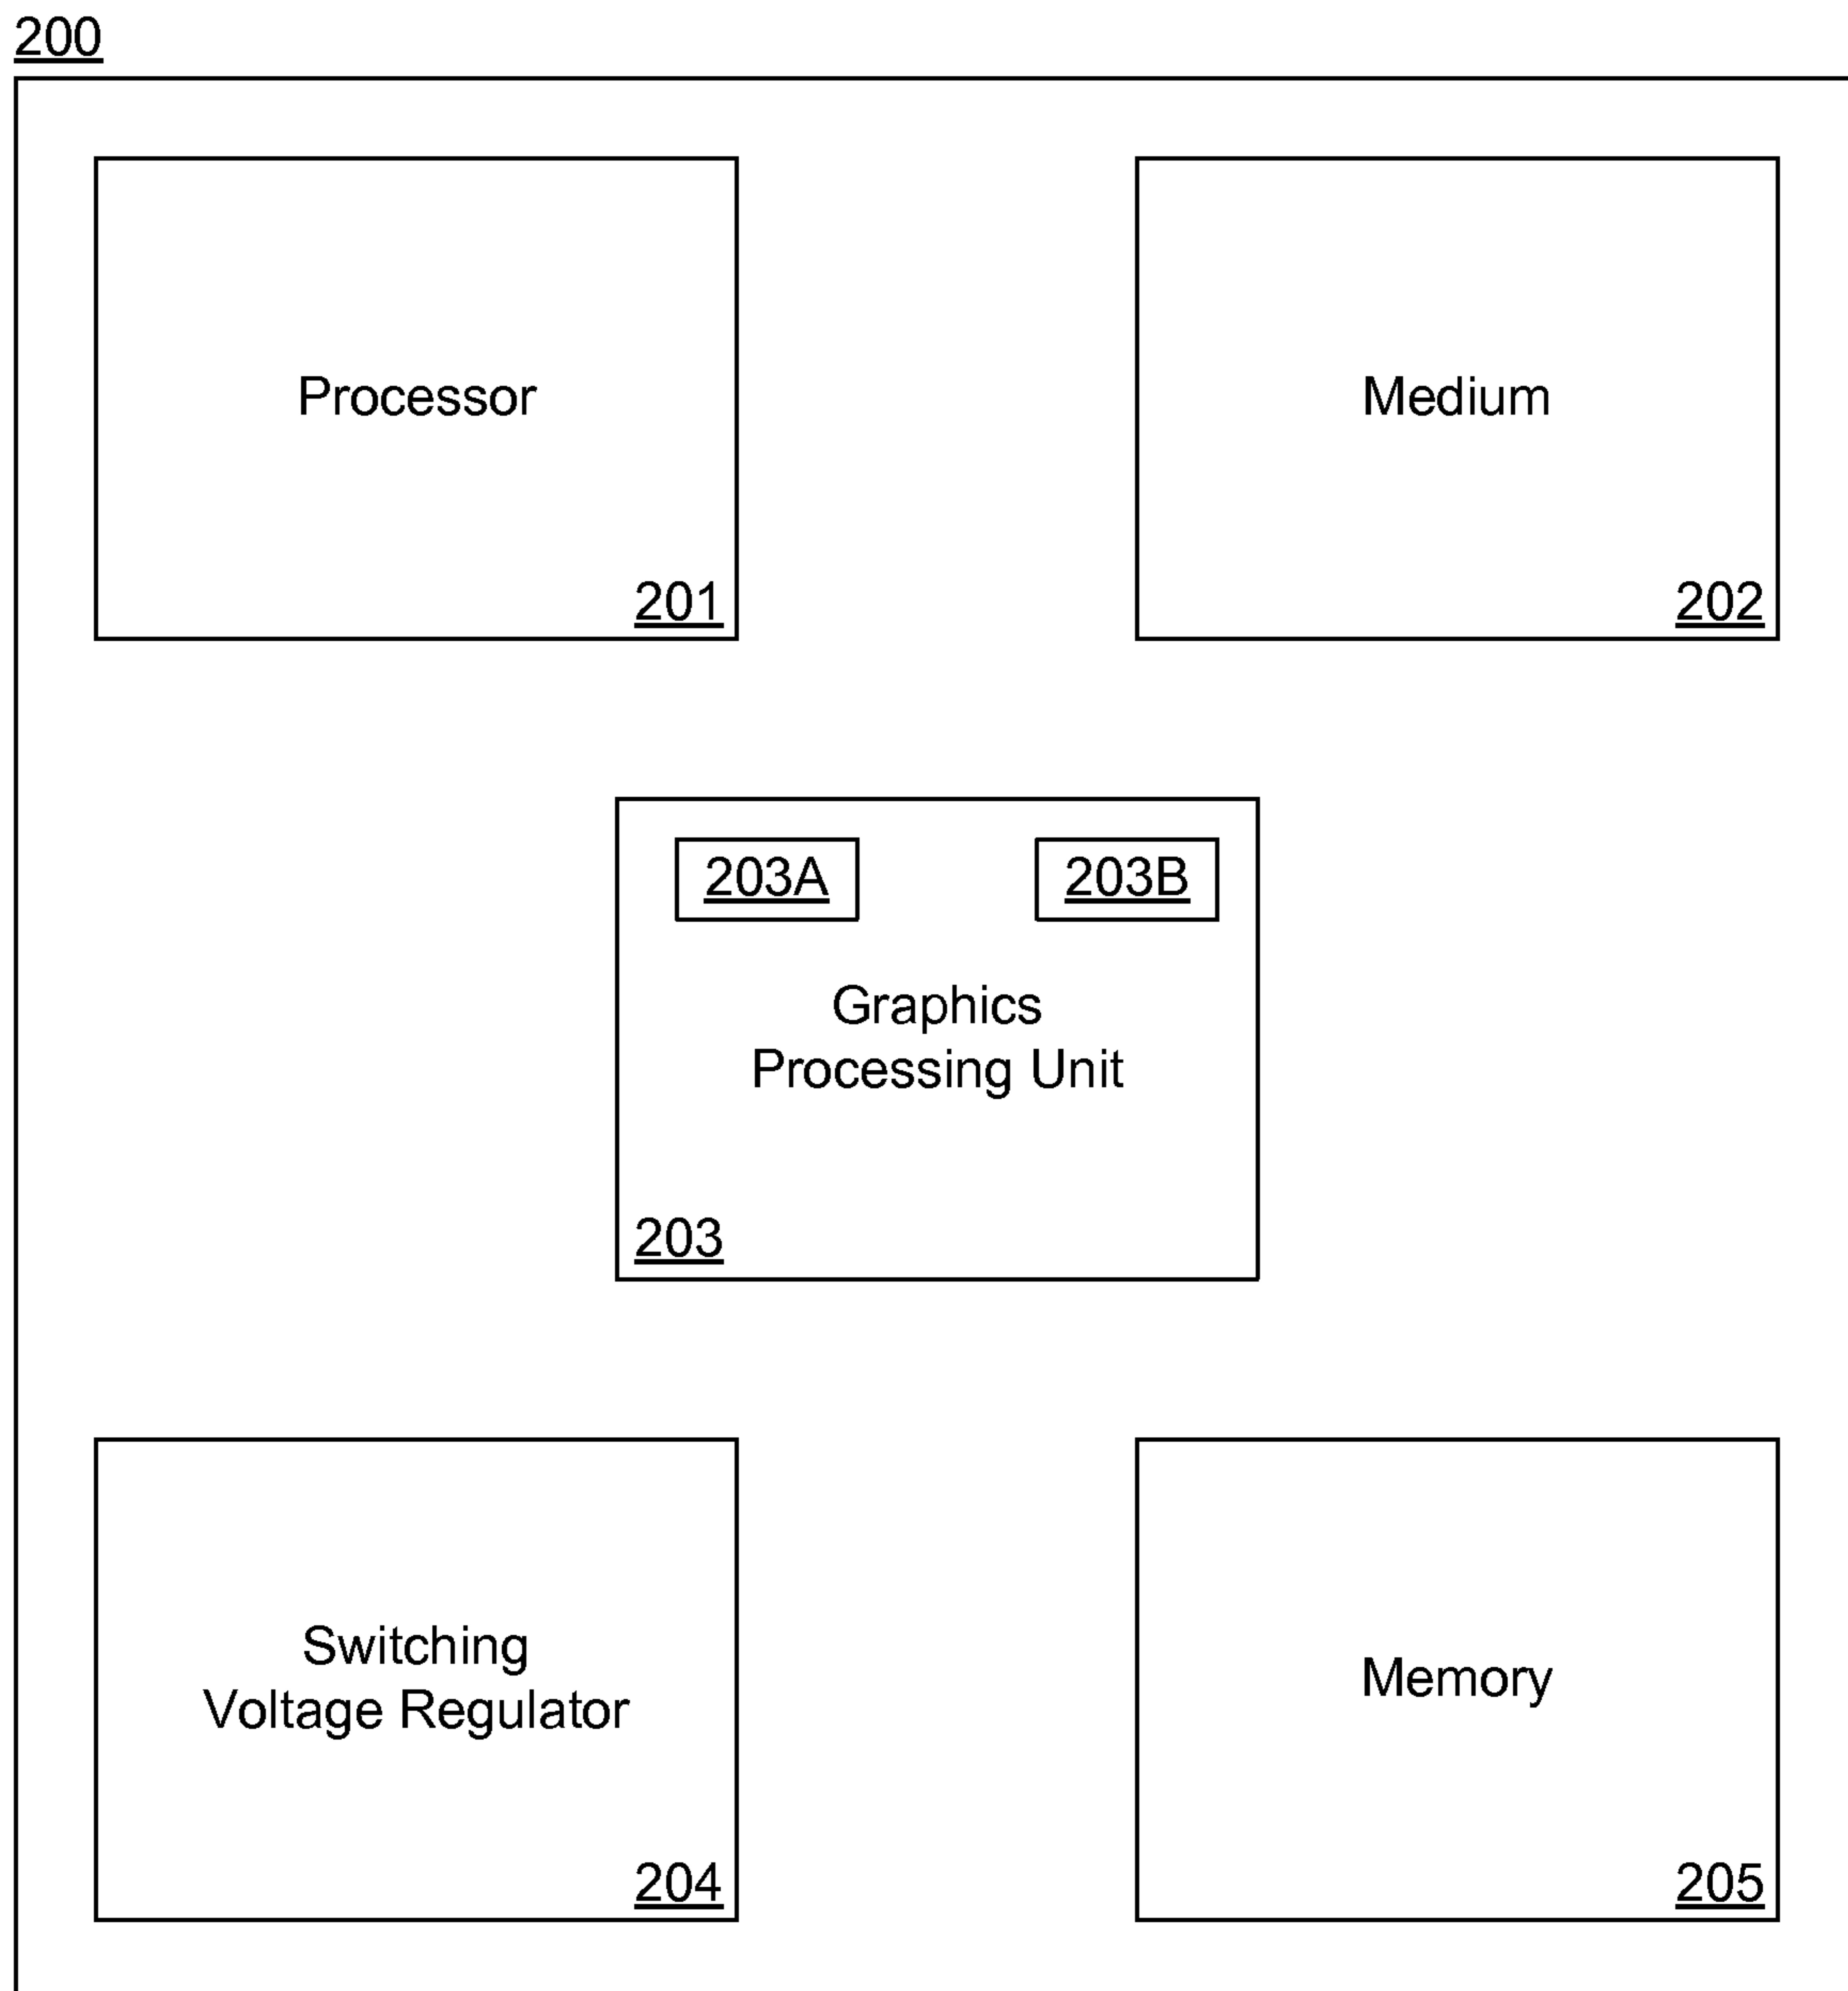 200
Processor
201
Medium
202
203A
203B
Graphics
Processing Unit
203
Switching
Voltage Regulator
204
Memory
205